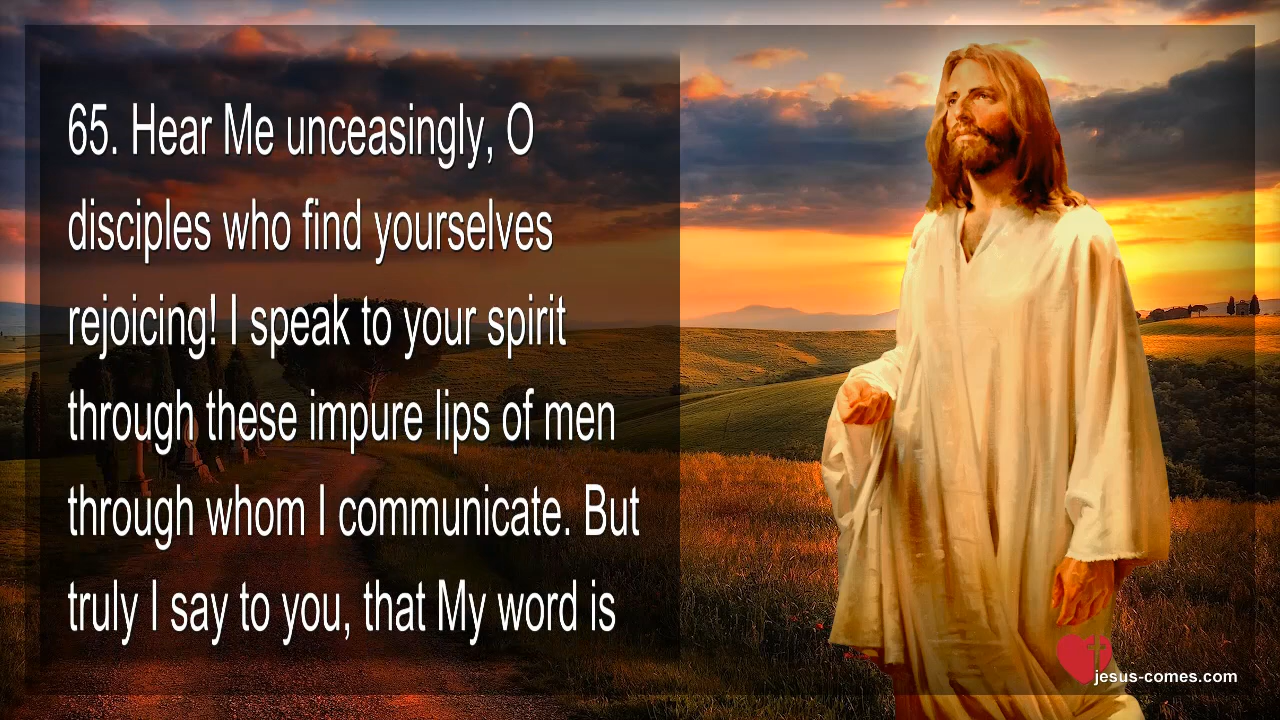 65. Hear Me unceasingly, O
disciples who find yourselves
rejoicing! I speak to your spirit
through these impure lips of men
through whom I communicate. But
truly I say to you, that My word is
jesus-comes.com